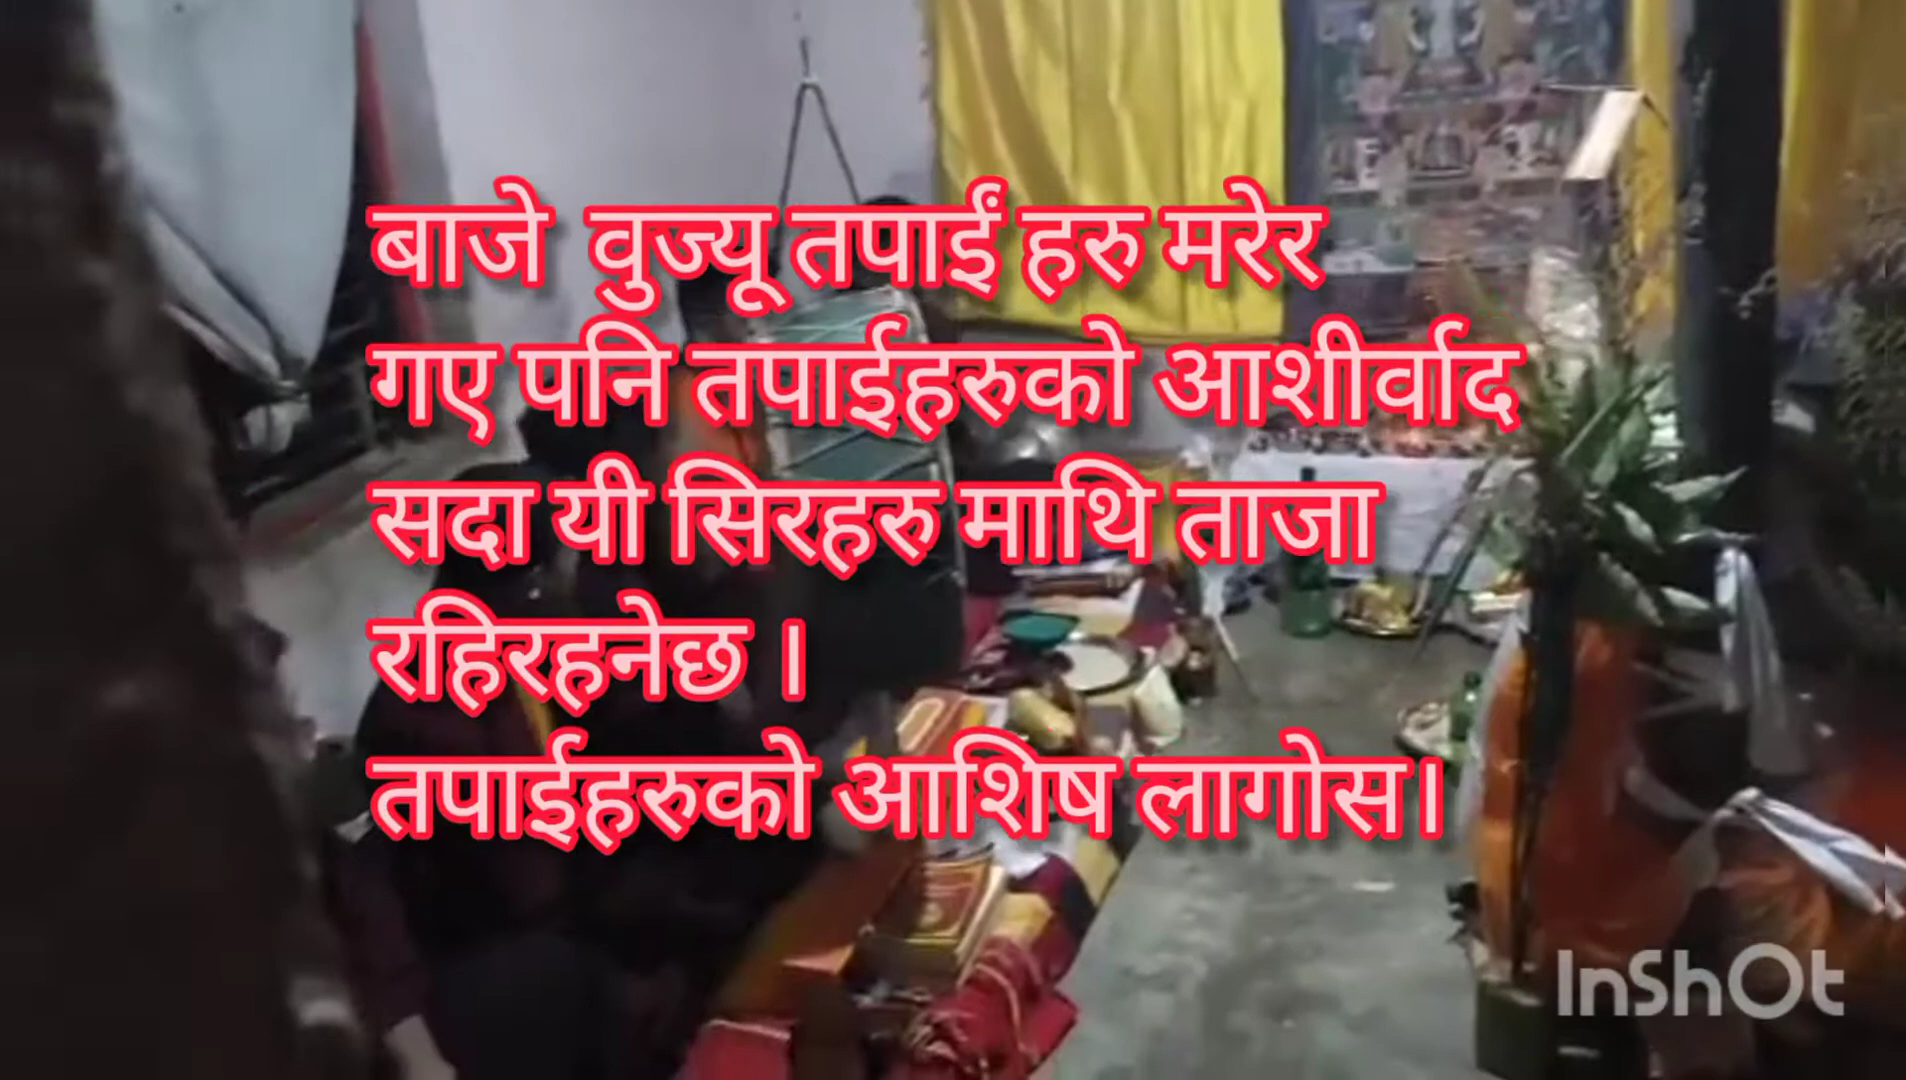 बाजे वुज्यू तपाईं हरु मरेर
गए पनि तपाईहरुको आशीर्वाद
सदा यी सिरहरु माथि ताजा
रहिरहनेछ ।
तपाईहरुको आशिष लागोस।
InShOt